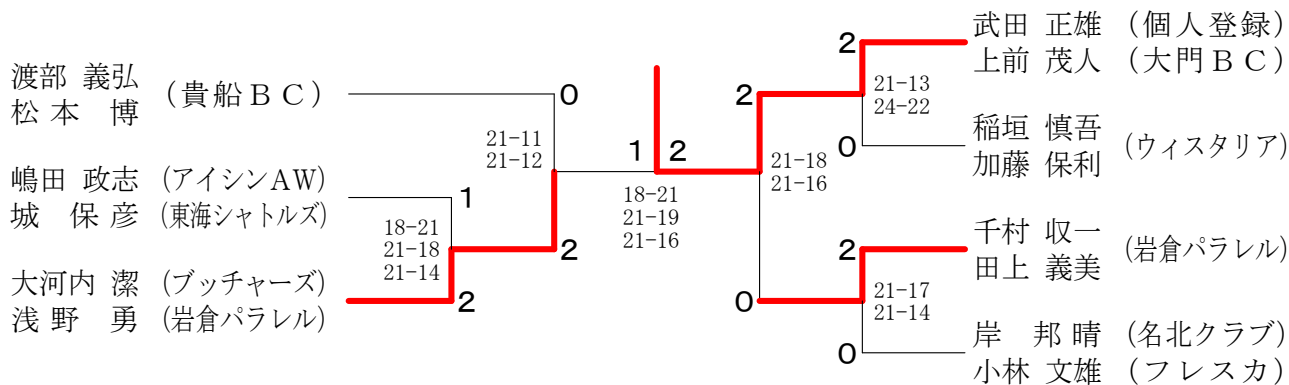 渡部 義弘
松本 博
(貴船BC)
嶋田 政志 (アイシンAW)
城 保彦 (東海シャトルズ)
大河内 潔 (ブッチャーズ)
浅野 勇 (岩倉パラレル)
0
21-11
21-12
1
18-21
21-18
21-14
2
2
1 2
18-21
21-19
21-16
2
21-18
21-16
0
2
21-13
24-22
0
2
21-17
21-14
0
武田 正雄 (個人登録)
上前 茂人 (大門BC)
稲垣 慎吾
加藤 保利
(ウィスタリア)
千村 収一
田上 義美
(岩倉パラレル)
岸 邦晴 (名北クラブ)
小林 文雄 (フレスカ)